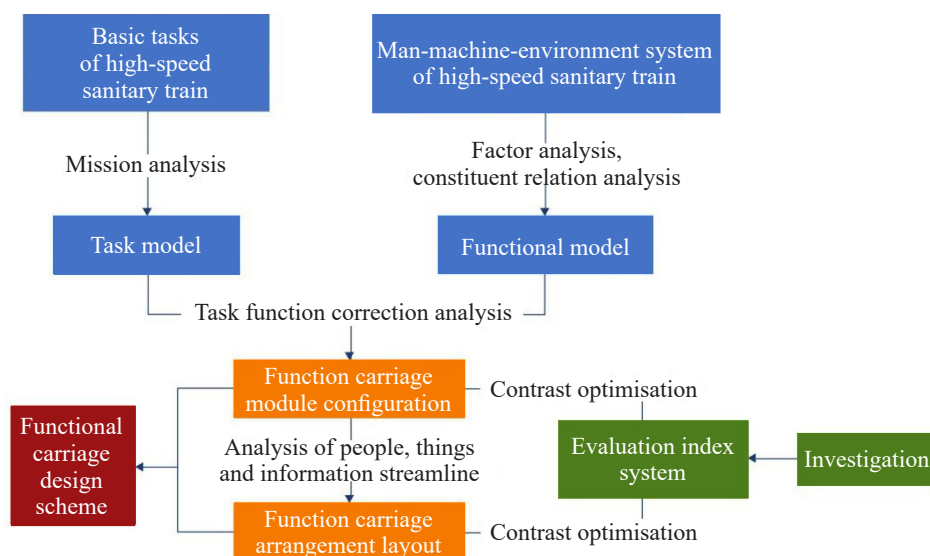 Basic tasks
of high-speed
sanitary train
Man-machine-environment system
of high-speed sanitary train
Mission analysis
Factor analysis,
constituent relation analysis
Task model
Functional model
Task function correction analysis
Function carriage
module configuration
Contrast optimisation
Functional
carriage
design
scheme
Analysis of people, things
and information streamline
Evaluation index
system
Investigation
Function carriage
arrangement layout
Contrast optimisation